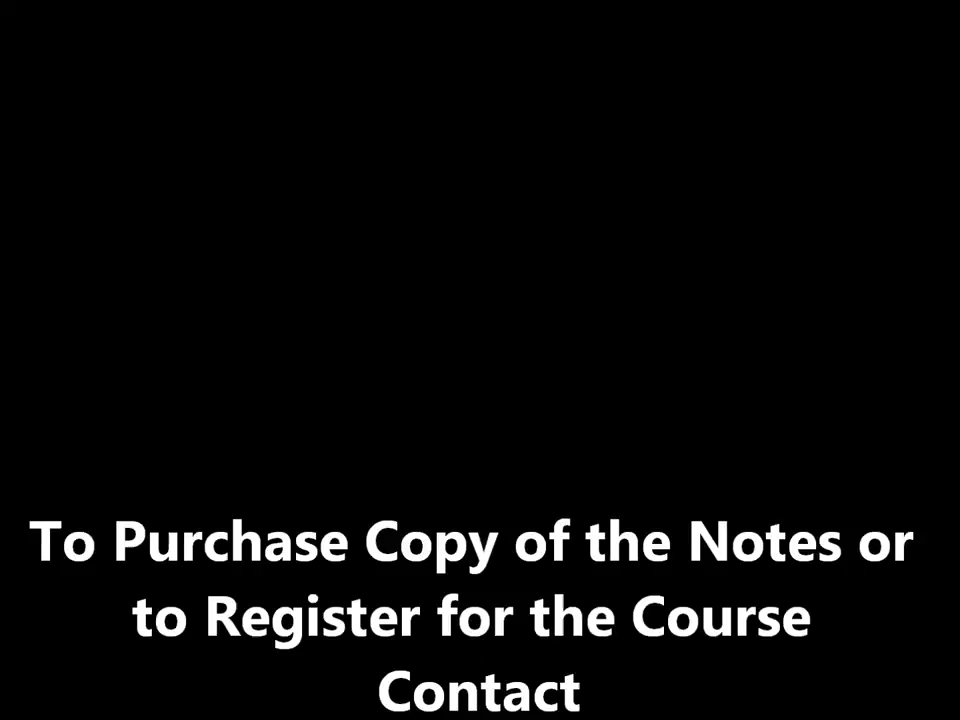 To Purchase Copy of the Notes or
to Register for the Course
Contact